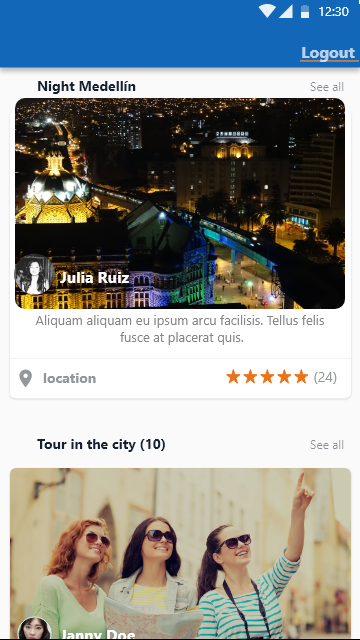 12:30
Logout
Night Medellín
See all
Julia Ruiz
Aliquam aliquam eu ipsum arcu facilisis. Tellus felis
fusce at placerat quis.
location
(24)
Tour in the city (10)
See all
Janny Doe